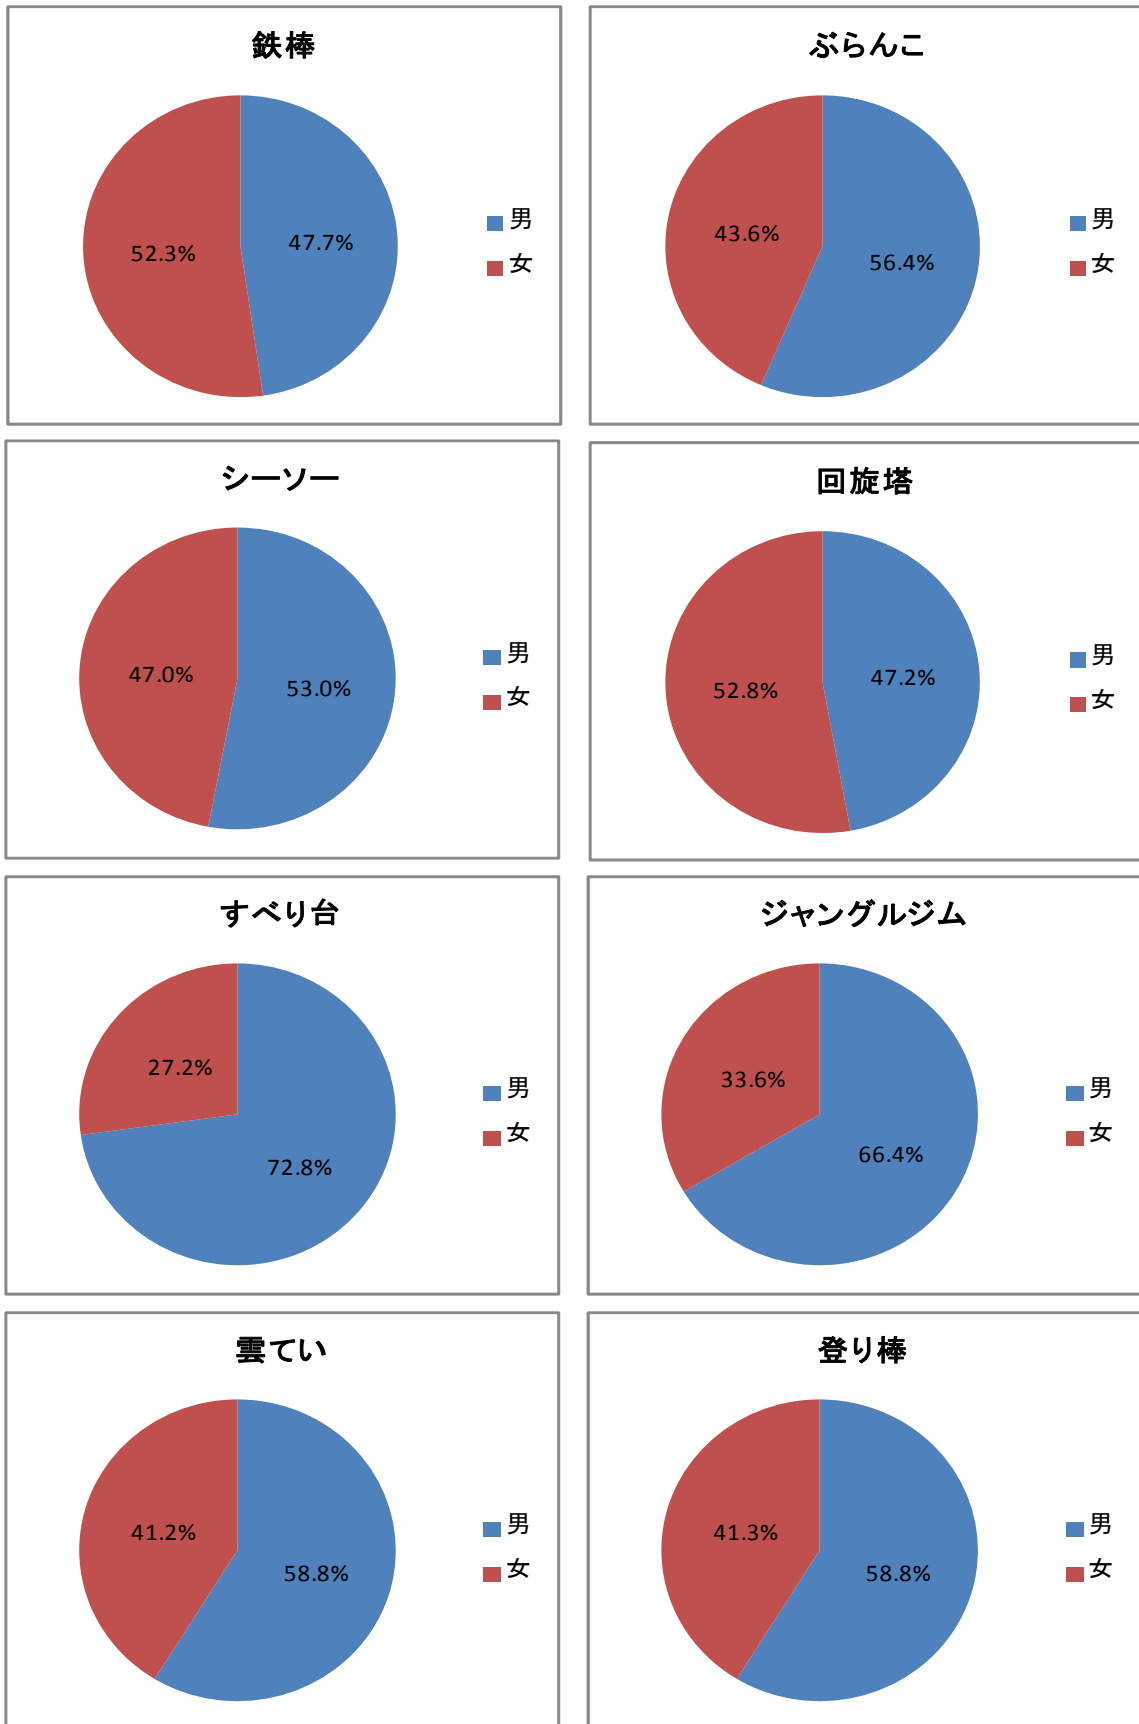 鉄棒
52.3%
47.7%
男
女
ぶらんこ
43.6%
56.4%
男
女
シーソー
47.0%
53.0%
男
女
回旋塔
52.8%
47.2%
男
女
すべり台
27.2%
72.8%
男
女
ジャングルジム
33.6%
66.4%
男
女
雲てい
41.2%
58.8%
男
女
登り棒
41.3%
58.8%
男
女